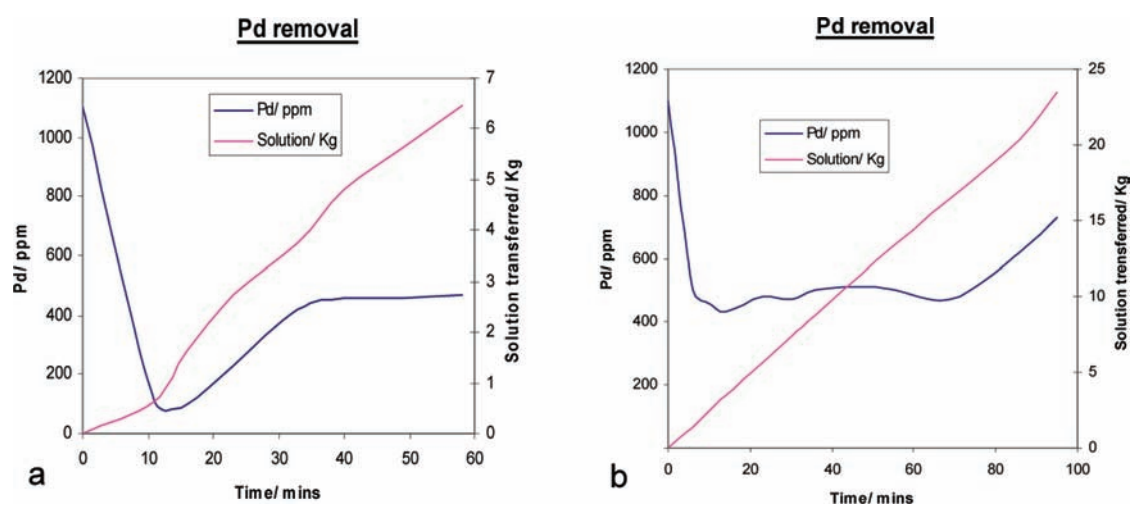 Pd removal
1200
1000
800
600
400
200
0
Pd/ ppm
Pd/ ppm
Solution/ Kg
7
6
5
4
3
2
1
0
Solution transferred/ Kg
0 10 20 30 40 50 60
Time/ mins
a
Pd removal
1200
1000
800
600
400
200
Pd/ ppm
Pd/ ppm
Solution/ Kg
25
20
15
10
5
0
Solution trensferred/ Kg
0 20 40 60 80 100
Time/ mins
b